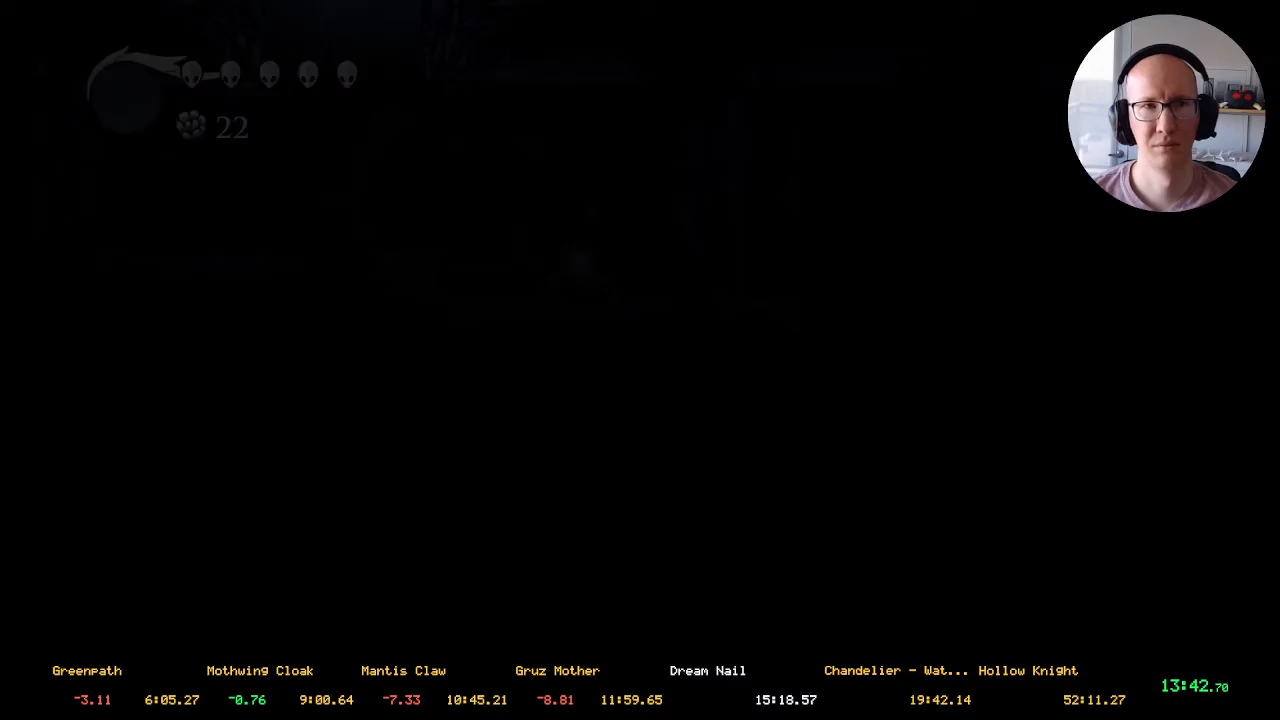 22
Greenpath Mothwing Cloak Mantis Claw Gruz Mother Dream Nail Chandelier - Wat... Hollow Knight
-3.11 6:05.27 -0.76 9:00.64 -7.33 10:45.21 -8.81 11:59.65 15:18.57 19:42.14 52:11.27 13:42.70